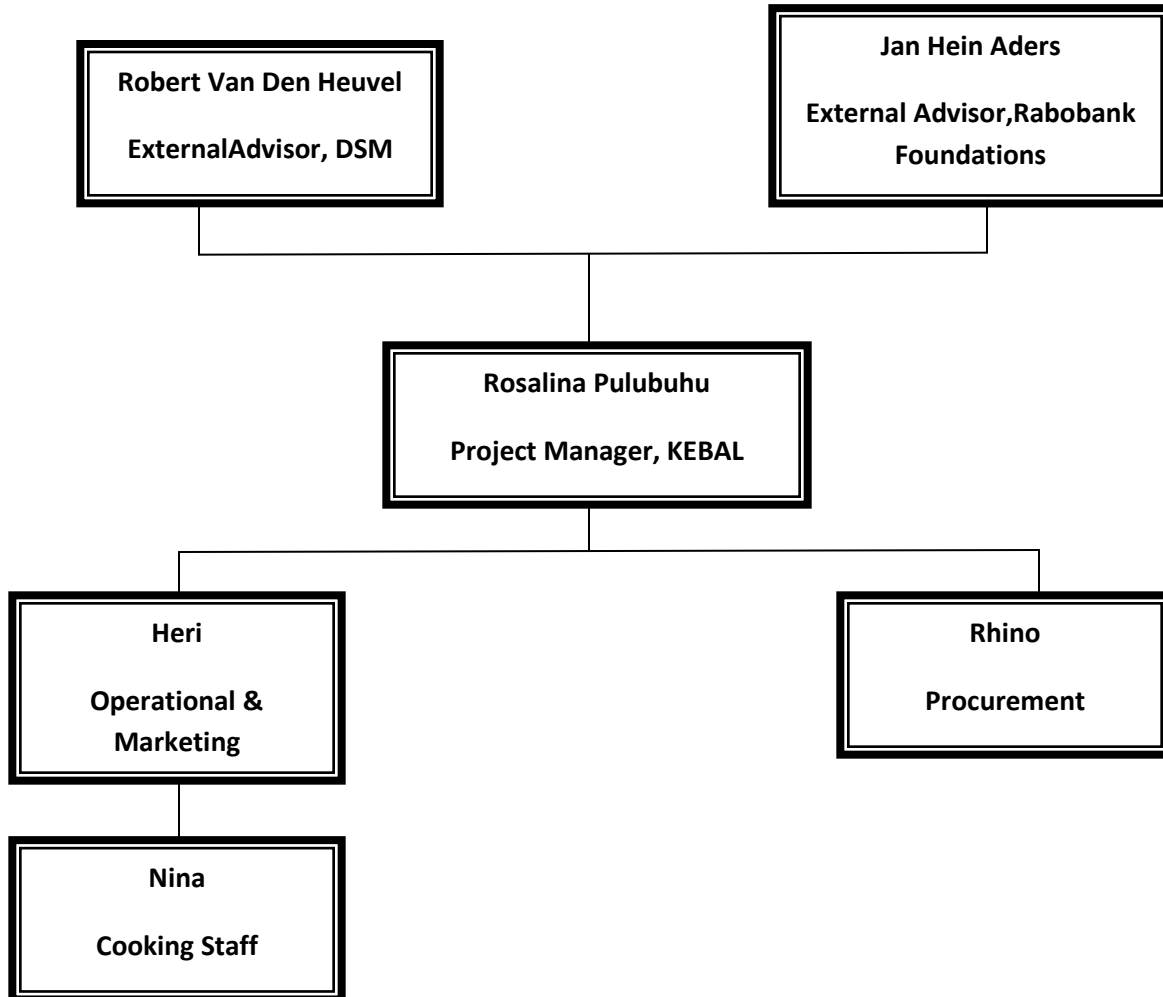 Robert Van Den Heuvel
ExternalAdvisor, DSM
Jan Hein Aders
External Advisor,Rabobank
Foundations
Rosalina Pulubuhu
Project Manager, KEBAL
Heri
Operational &
Marketing
Rhino
Procurement
Nina
Cooking Staff